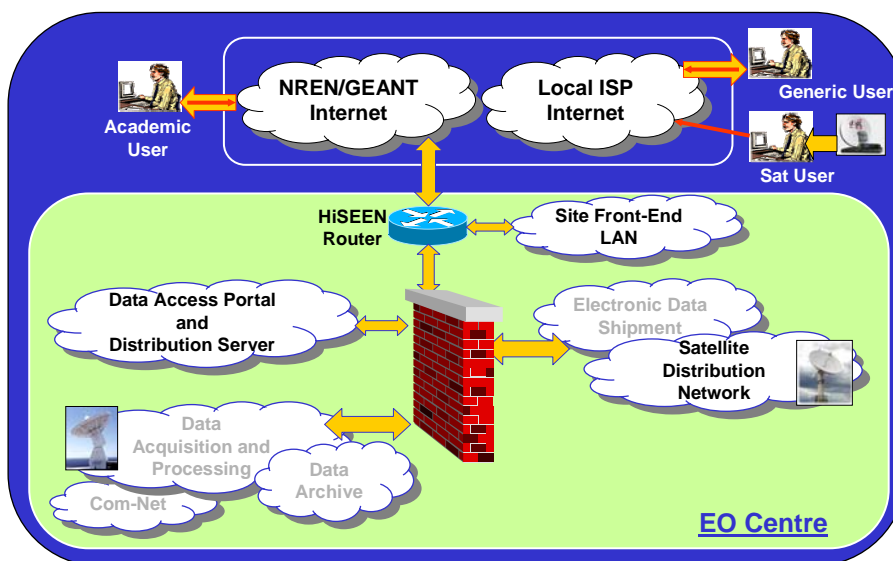 NREN/GEANT
Internet
Local ISP
Internet
Academic
User
Generic User
Sat User
HiSEEN
Router
Site Front-End
LAN
Data Access Portal
and
Distribution Server
Electronic Data
Shipment
Satellite
Distribution
Network
Data
Acquisition and
Processing
Data
Archive
Com-Net
EO Centre